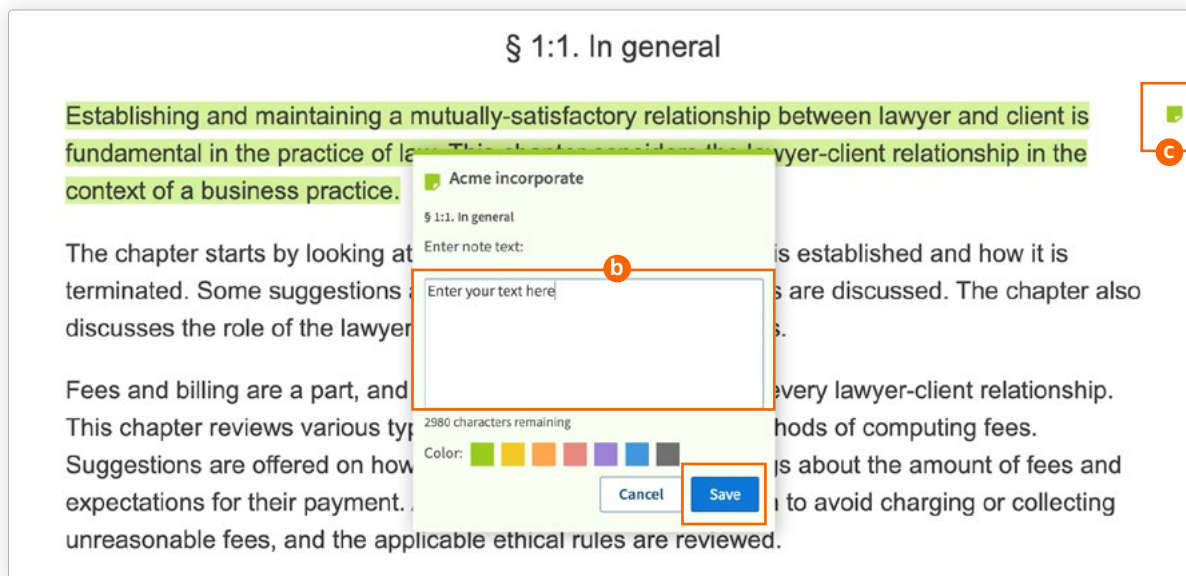 § 1:1. In general
Establishing and maintaining a mutually-satisfactory relationship between lawyer and client is
fundamental in the practice of law. This chapter considers the lawyer-client relationship in the
context of a business practice.
c
Acme incorporate
§ 1:1. In general
Enter note text:
b
Enter your text here
2980 characters remaining
Color:
Cancel
Save
The chapter starts by looking at is established and how it is
terminated. Some suggestions are discussed. The chapter also
discusses the role of the lawyer
Fees and billing are a part, and every lawyer-client relationship.
This chapter reviews various of computing fees.
Suggestions are offered on how about the amount of fees and
expectations for their payment. to avoid charging or collecting
unreasonable fees, and the applicable ethical rules are reviewed.